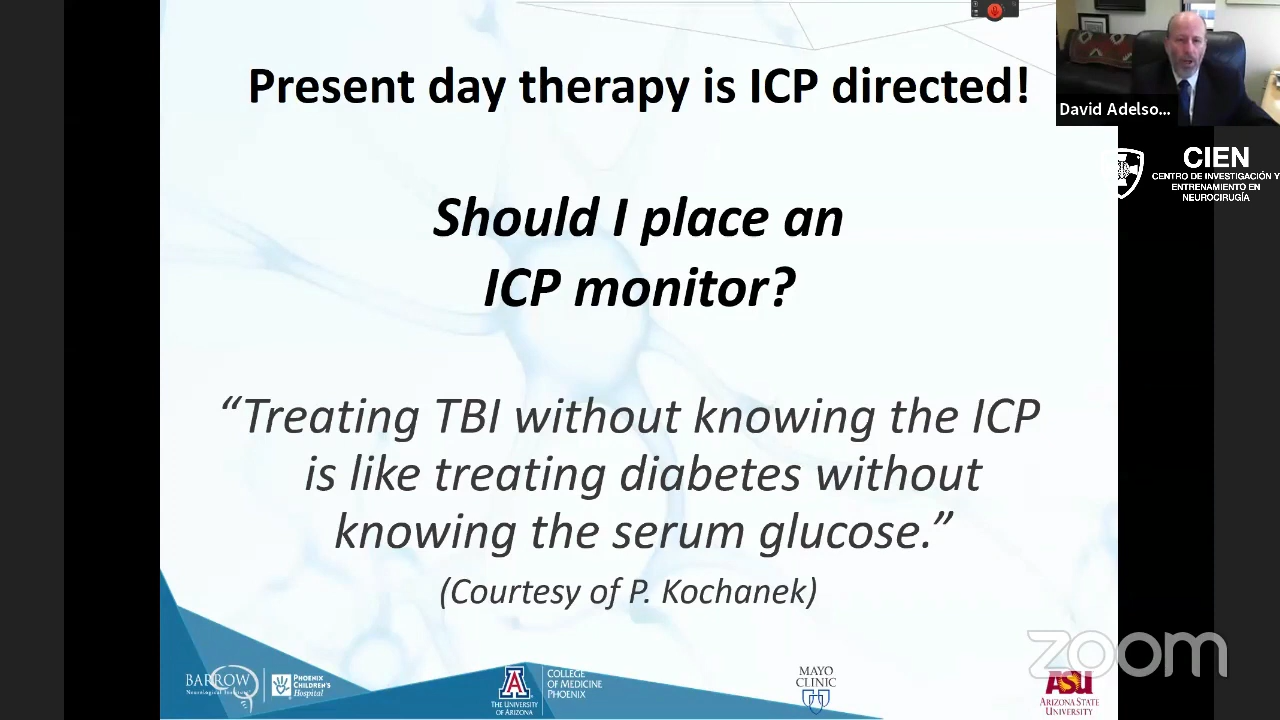 Present day therapy is ICP directed!
Should I place an
ICP monitor?
“Treating TBI without knowing the ICP
is like treating diabetes without
knowing the serum glucose.”
(Courtesy of P. Kochanek)
David Adelso...
CIEN
CENTRO DE INVESTIGACIÓN Y
ENTRENAMIENTO EN
NEUROCIRUGÍA
BARROW
Neurological Institute
PHOENIX
CHILDREN'S
Hospital
A
THE UNIVERSITY
OF ARIZONA
COLLEGE
OF MEDICINE
PHOENIX
MAYO
CLINIC
zoom
ASU
ARIZONA STATE
UNIVERSITY